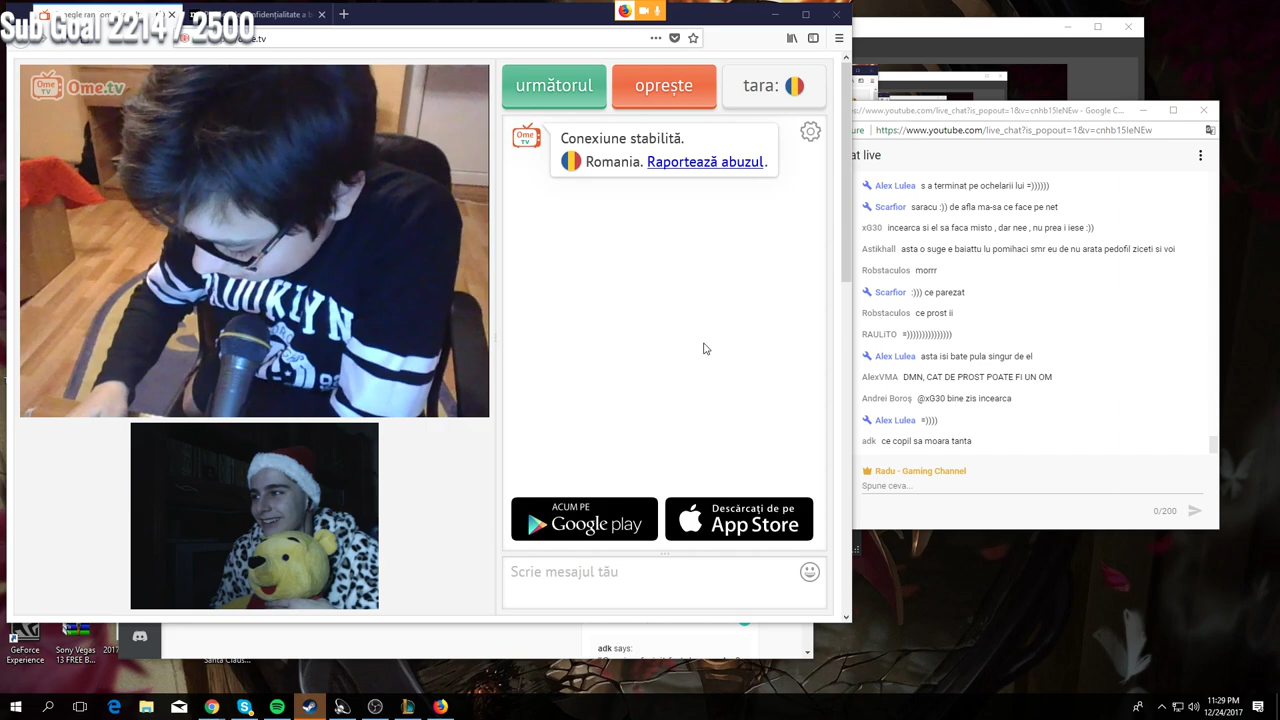 Sub Goal 2214 / 2500
Ome.tv
următorul
oprește
tara:
Conexiune stabilită.
Romania. Raportează abuzul.
ACUM PE
Google play
Descărcați de pe
App Store
Scrie mesajul tău
BROOKLYN
https://www.youtube.com/live_chat?is_popout=1&v=cnhb15leNEw
Alex Lulea s a terminat pe ochelarii lui =))))))
Scarfior saracu :)) de afla ma-sa ce face pe net
xG30 incearca si el sa faca misto , dar nee , nu prea i iese :))
Astikhall asta o suge e baiattu lu pomihaci smr eu de nu arata pedofil ziceti si voi
Robstaculos morrr
Scarfior :))) ce parezat
Robstaculos ce prost ii
RAULiTO =)))))))))))))))
Alex Lulea asta isi bate pula singur de el
AlexVMA DMN, CAT DE PROST POATE FI UN OM
Andrei Boroș @xG30 bine zis incearca
Alex Lulea =))))
adk ce copil sa moara tanta
Radu - Gaming Channel
Spune ceva...
0/200
GeForce
Experience
Sony Vegas
13 FREE B...
2017
Santa Claus...
adk says:
11:29 PM
12/24/2017